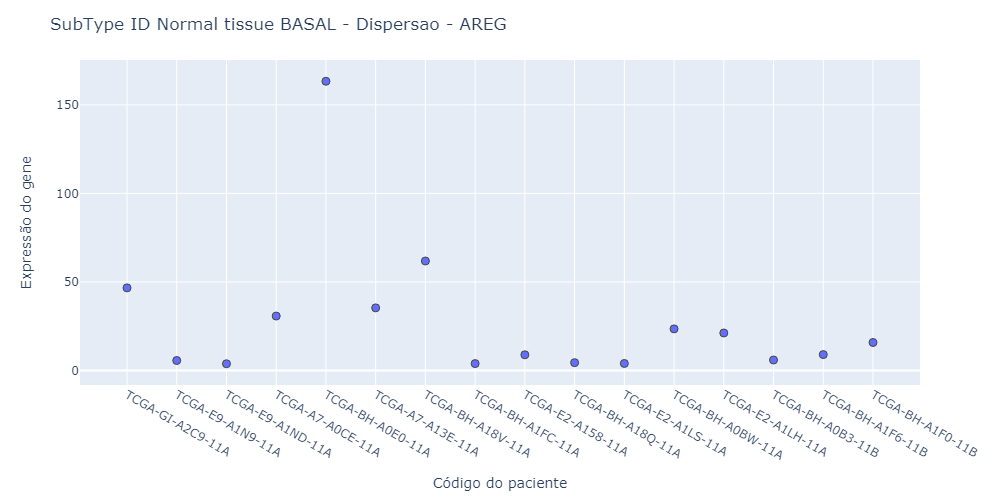 SubType ID Normal tissue BASAL - Dispersao - AREG
Expressão do gene
150
100
50
0
TCGA-GI-A2C9-11A
TCGA-E9-A1N9-11A
TCGA-E9-A1ND-11A
TCGA-A7-A0CE-11A
TCGA-BH-A0E0-11A
TCGA-A7-A13E-11A
TCGA-BH-A18V-11A
TCGA-BH-A1FC-11A
TCGA-E2-A158-11A
TCGA-BH-A18Q-11A
TCGA-E2-A1LS-11A
TCGA-BH-A0BW-11A
TCGA-E2-A1LH-11A
TCGA-BH-A0B3-11B
TCGA-BH-A1F6-11B
TCGA-BH-A1F0-11B
Código do paciente